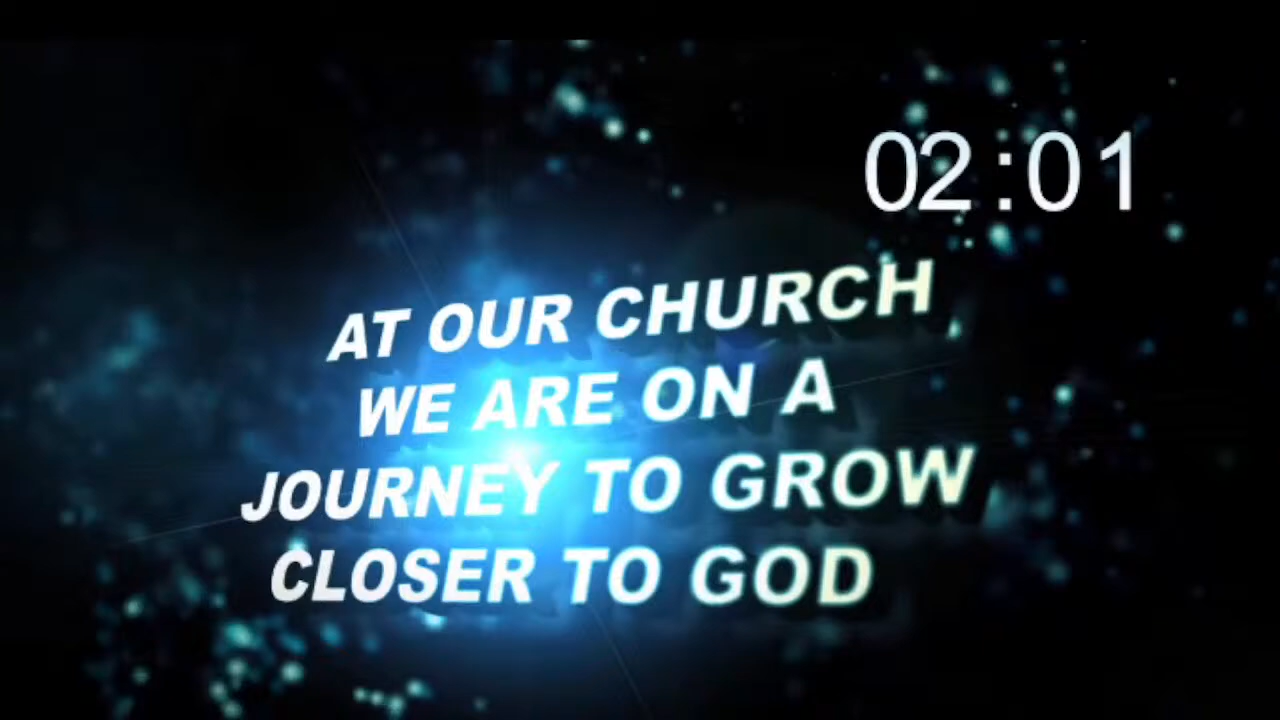 02:01
AT OUR CHURCH
WE ARE ON A
JOURNEY TO GROW
CLOSER TO GOD